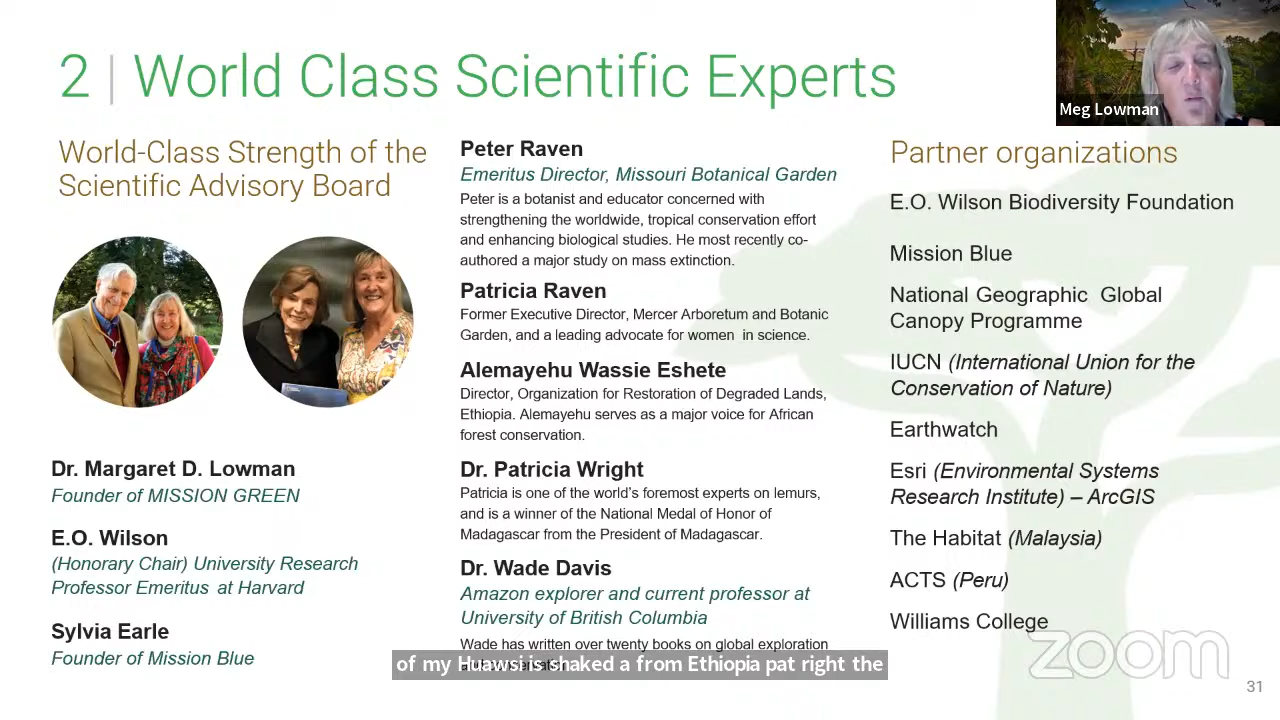 2 | World Class Scientific Experts
Meg Lowman
World-Class Strength of the
Scientific Advisory Board
Dr. Margaret D. Lowman
Founder of MISSION GREEN
E.O. Wilson
(Honorary Chair) University Research
Professor Emeritus at Harvard
Sylvia Earle
Founder of Mission Blue
Peter Raven
Emeritus Director, Missouri Botanical Garden
Peter is a botanist and educator concerned with
strengthening the worldwide, tropical conservation effort
and enhancing biological studies. He most recently co-
authored a major study on mass extinction.
Patricia Raven
Former Executive Director, Mercer Arboretum and Botanic
Garden, and a leading advocate for women in science.
Alemayehu Wassie Eshete
Director, Organization for Restoration of Degraded Lands,
Ethiopia. Alemayehu serves as a major voice for African
forest conservation.
Dr. Patricia Wright
Patricia is one of the world's foremost experts on lemurs,
and is a winner of the National Medal of Honor of
Madagascar from the President of Madagascar.
Dr. Wade Davis
Amazon explorer and current professor at
University of British Columbia
Wade has written over twenty books on global exploration
of my Huawsi is shaked a from Ethiopia pat right the
Partner organizations
E.O. Wilson Biodiversity Foundation
Mission Blue
National Geographic Global
Canopy Programme
IUCN (International Union for the
Conservation of Nature)
Earthwatch
Esri (Environmental Systems
Research Institute) – ArcGIS
The Habitat (Malaysia)
ACTS (Peru)
Williams College
zoom
31